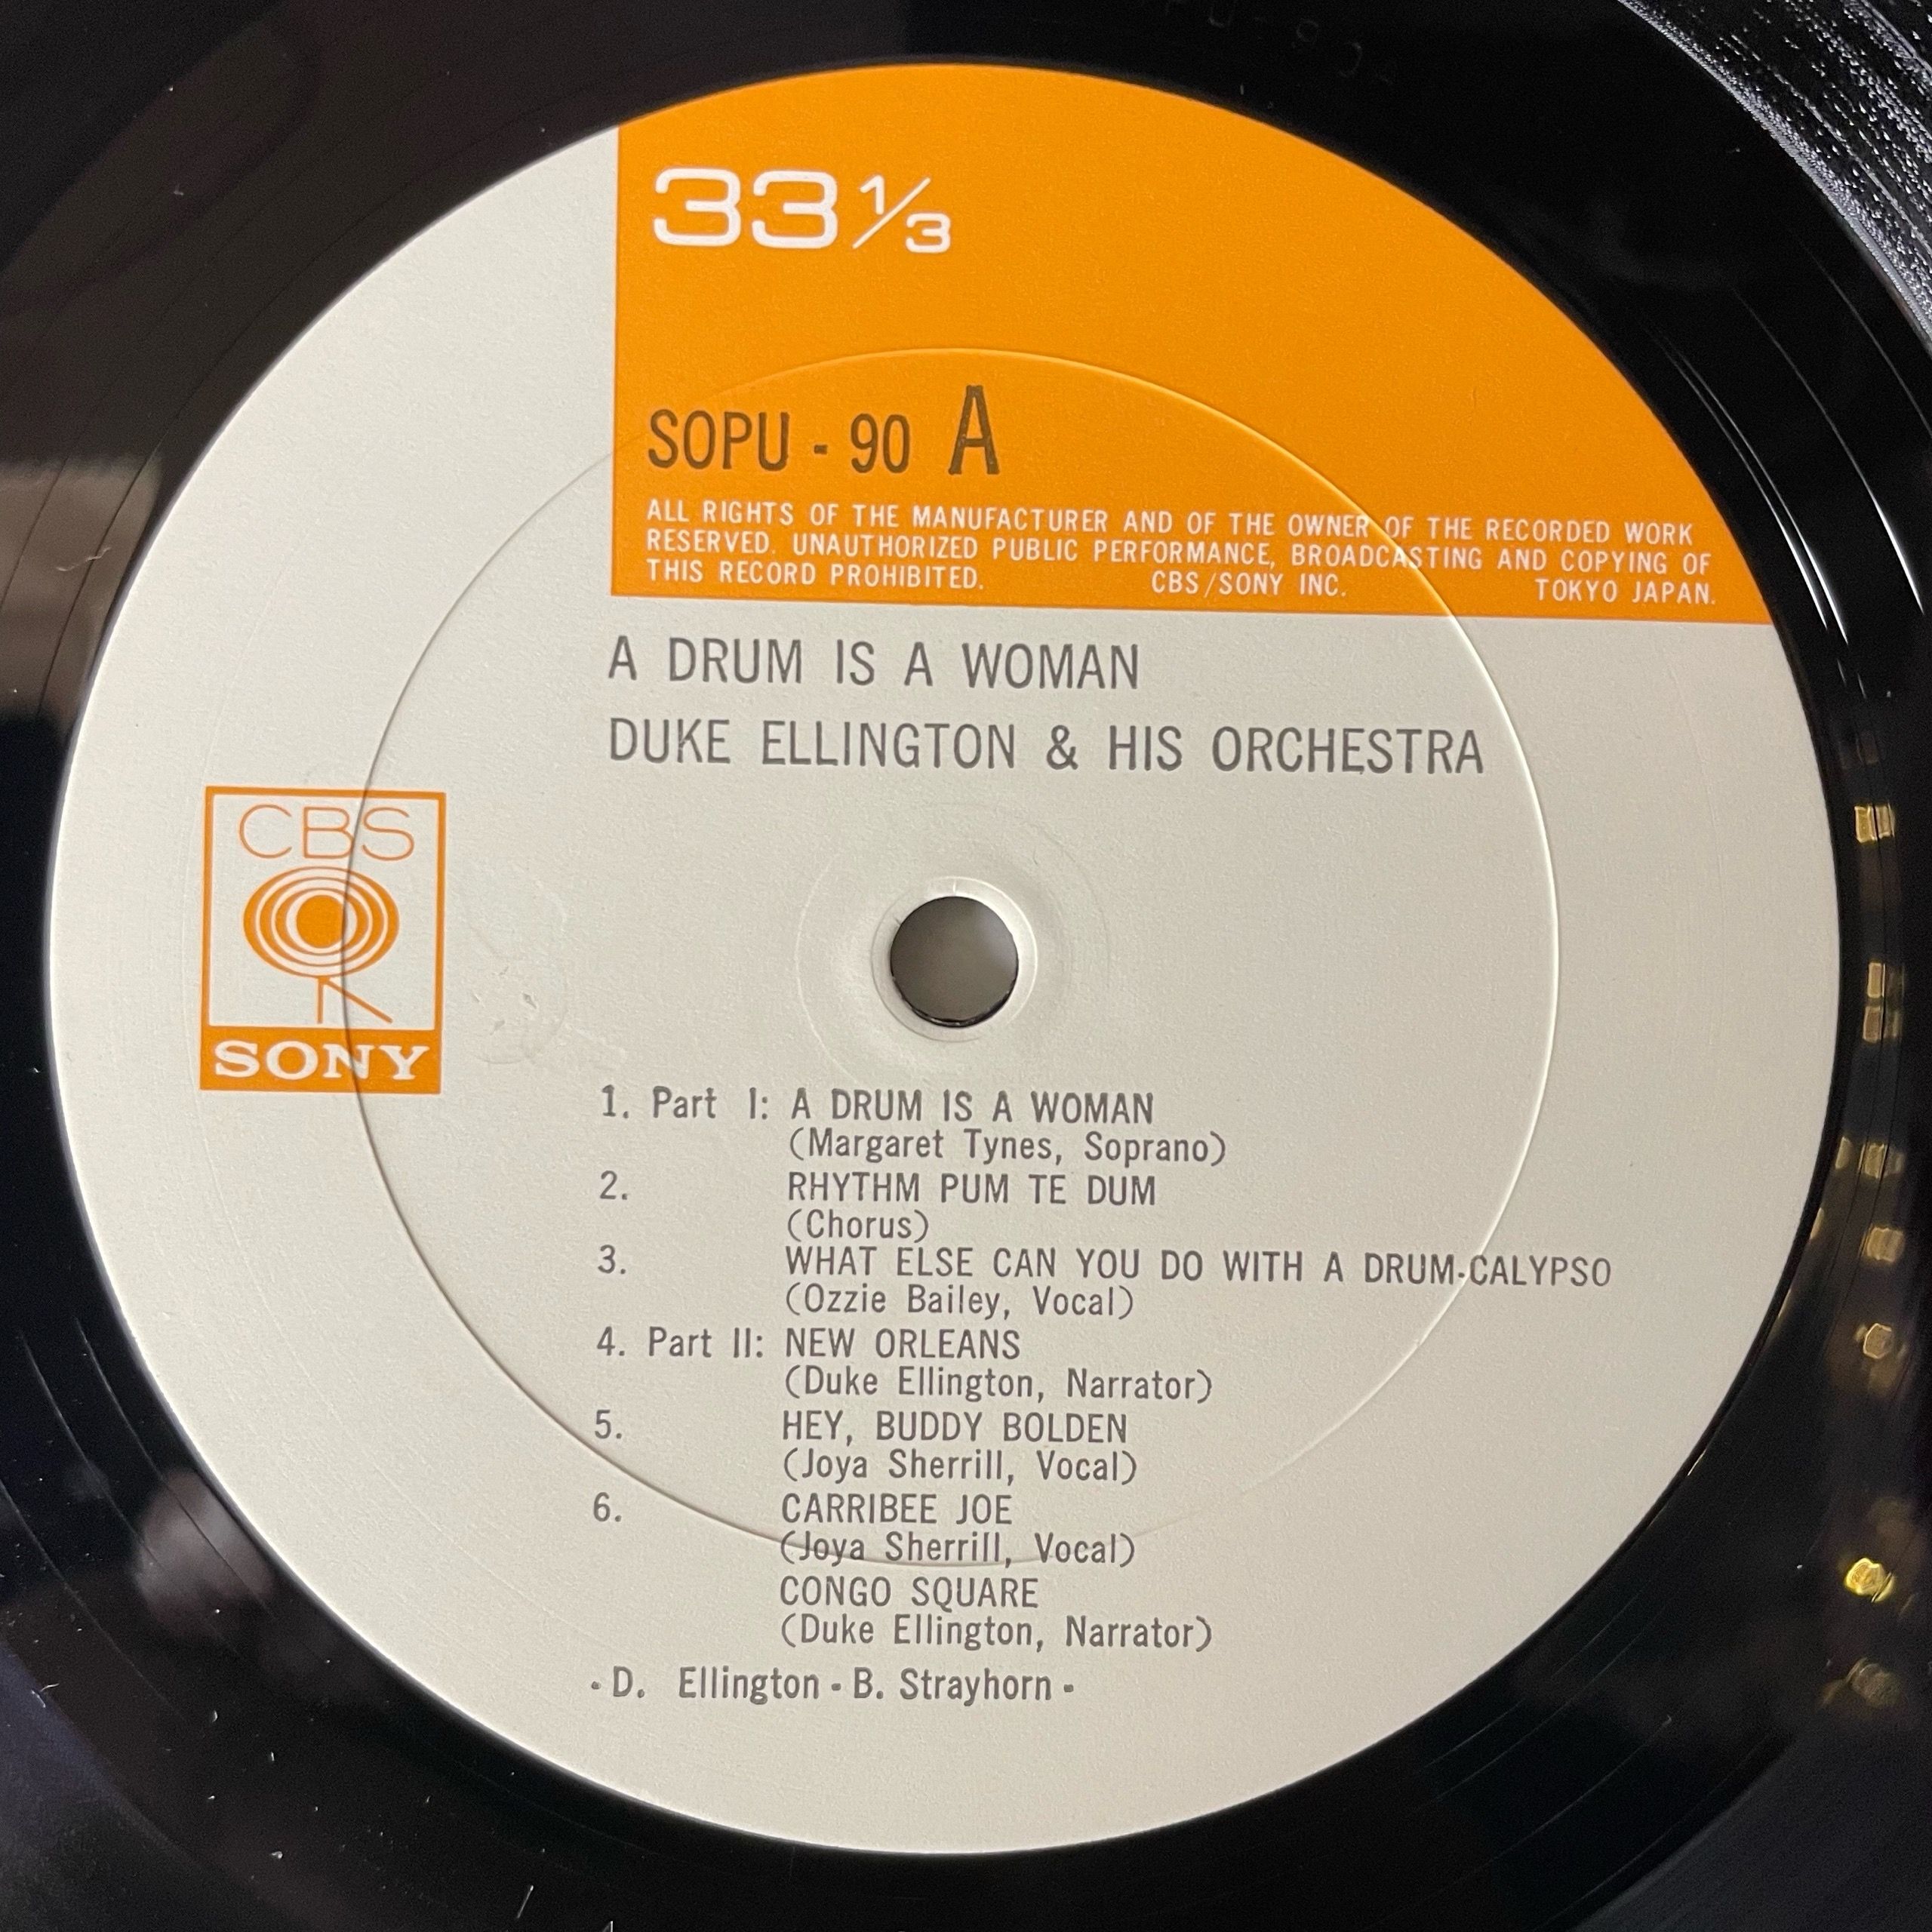 33 1/3
SOPU - 90 A
ALL RIGHTS OF THE MANUFACTURER AND OF THE OWNER OF THE RECORDED WORK
RESERVED. UNAUTHORIZED PUBLIC PERFORMANCE, BROADCASTING AND COPYING OF
THIS RECORD PROHIBITED. CBS/SONY INC. TOKYO JAPAN.
A DRUM IS A WOMAN
DUKE ELLINGTON & HIS ORCHESTRA
CBS
SONY
1. Part I: A DRUM IS A WOMAN
(Margaret Tynes, Soprano)
2. RHYTHM PUM TE DUM
(Chorus)
3. WHAT ELSE CAN YOU DO WITH A DRUM-CALYPSO
(Ozzie Bailey, Vocal)
4. Part II: NEW ORLEANS
(Duke Ellington, Narrator)
5. HEY, BUDDY BOLDEN
(Joya Sherrill, Vocal)
6. CARRIBEE JOE
(Joya Sherrill, Vocal)
CONGO SQUARE
(Duke Ellington, Narrator)
- D. Ellington - B. Strayhorn -